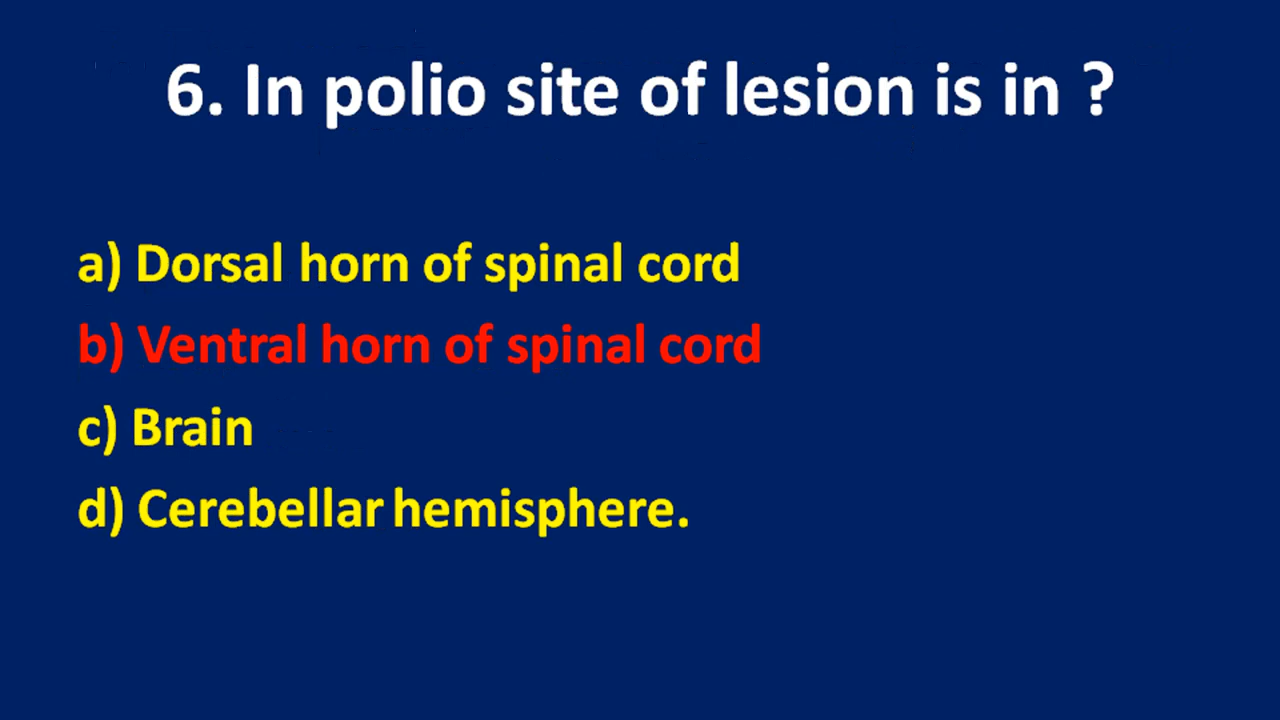 6. In polio site of lesion is in ?
a) Dorsal horn of spinal cord
b) Ventral horn of spinal cord
c) Brain
d) Cerebellar hemisphere.